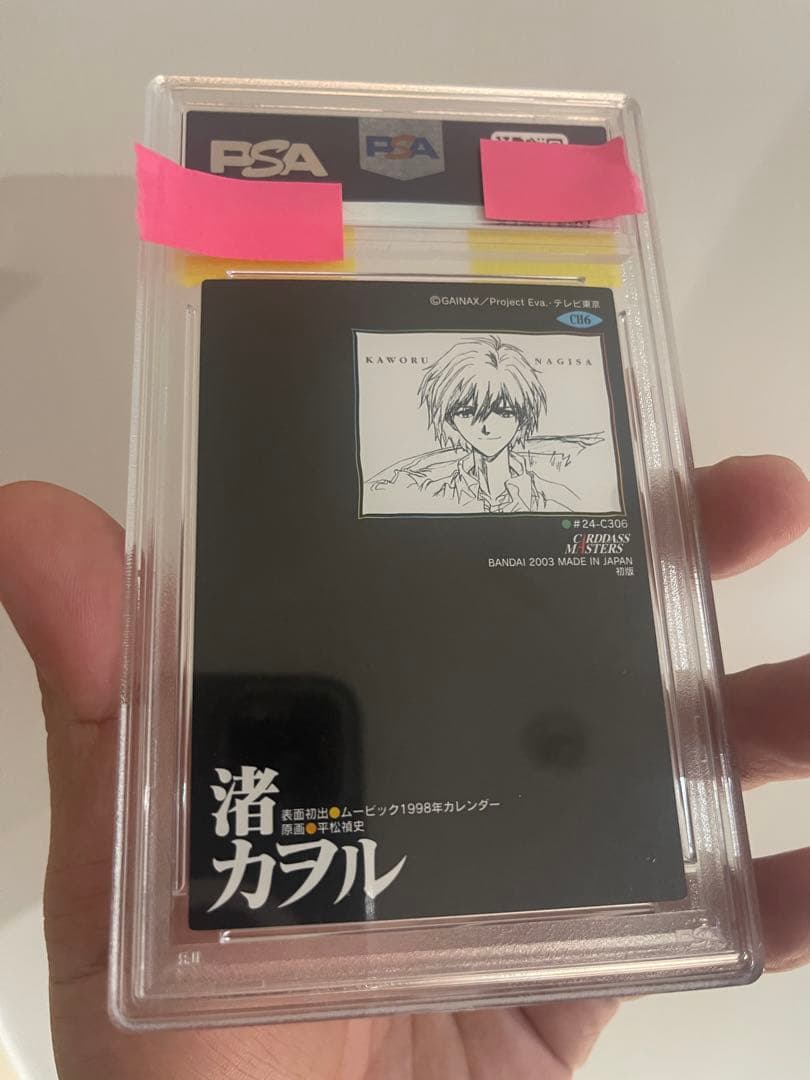 PSA
PSA
©GAINAX／Project Eva.・テレビ東京
CH6
KAWORU NAGISA
●#24-C306
CARDDASS
MASTERS
BANDAI 2003 MADE IN JAPAN
初版
渚
表面初出●ムービック1998年カレンダー
原画●平松禎史
カヲル